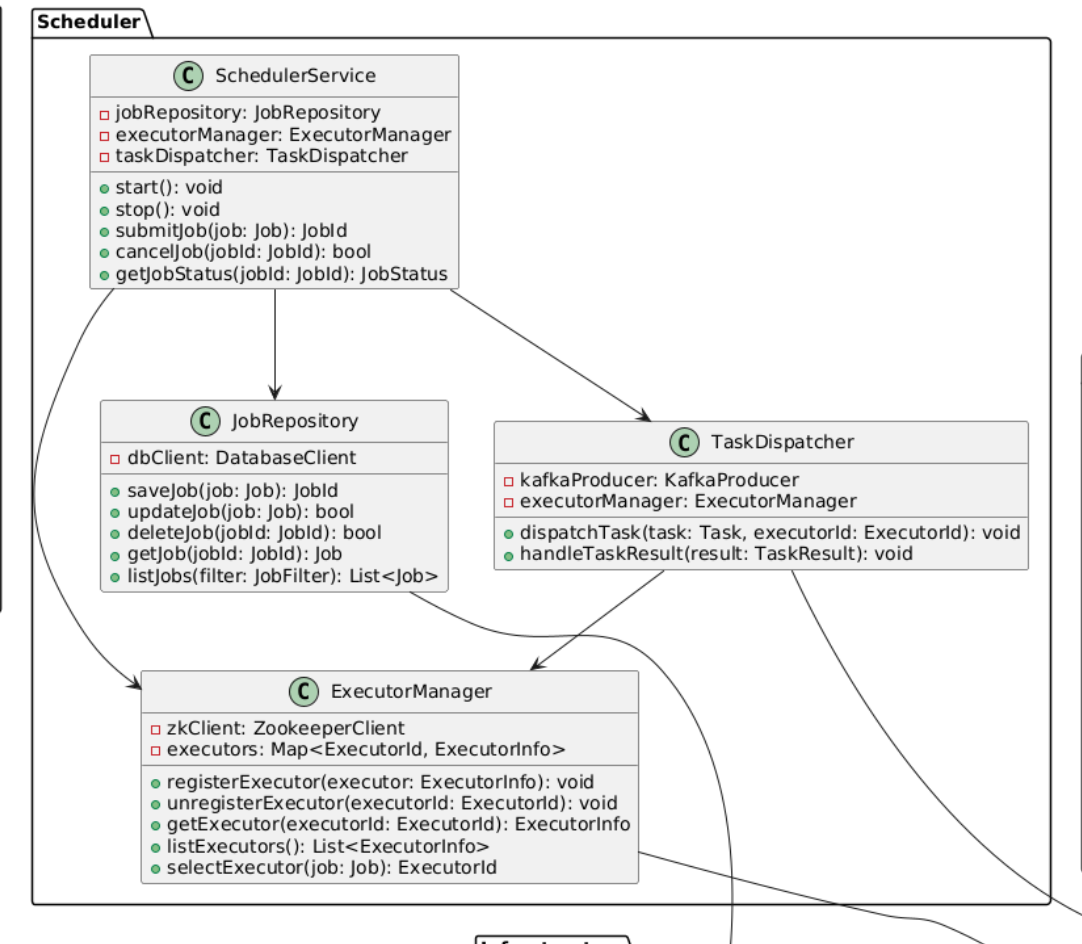 Scheduler
C SchedulerService
jobRepository: JobRepository
executorManager: ExecutorManager
taskDispatcher: TaskDispatcher
start(): void
stop(): void
submitJob(job: Job): JobId
cancelJob(jobId: JobId): bool
getJobStatus(jobId: JobId): JobStatus
C JobRepository
dbClient: DatabaseClient
saveJob(job: Job): JobId
updateJob(job: Job): bool
deleteJob(jobId: JobId): bool
getJob(jobId: JobId): Job
listJobs(filter: JobFilter): List<Job>
C TaskDispatcher
kafkaProducer: KafkaProducer
executorManager: ExecutorManager
dispatchTask(task: Task, executorId: ExecutorId): void
handleTaskResult(result: TaskResult): void
C ExecutorManager
zkClient: ZookeeperClient
executors: Map<ExecutorId, ExecutorInfo>
registerExecutor(executor: ExecutorInfo): void
unregisterExecutor(executorId: ExecutorId): void
getExecutor(executorId: ExecutorId): ExecutorInfo
listExecutors(): List<ExecutorInfo>
selectExecutor(job: Job): ExecutorId